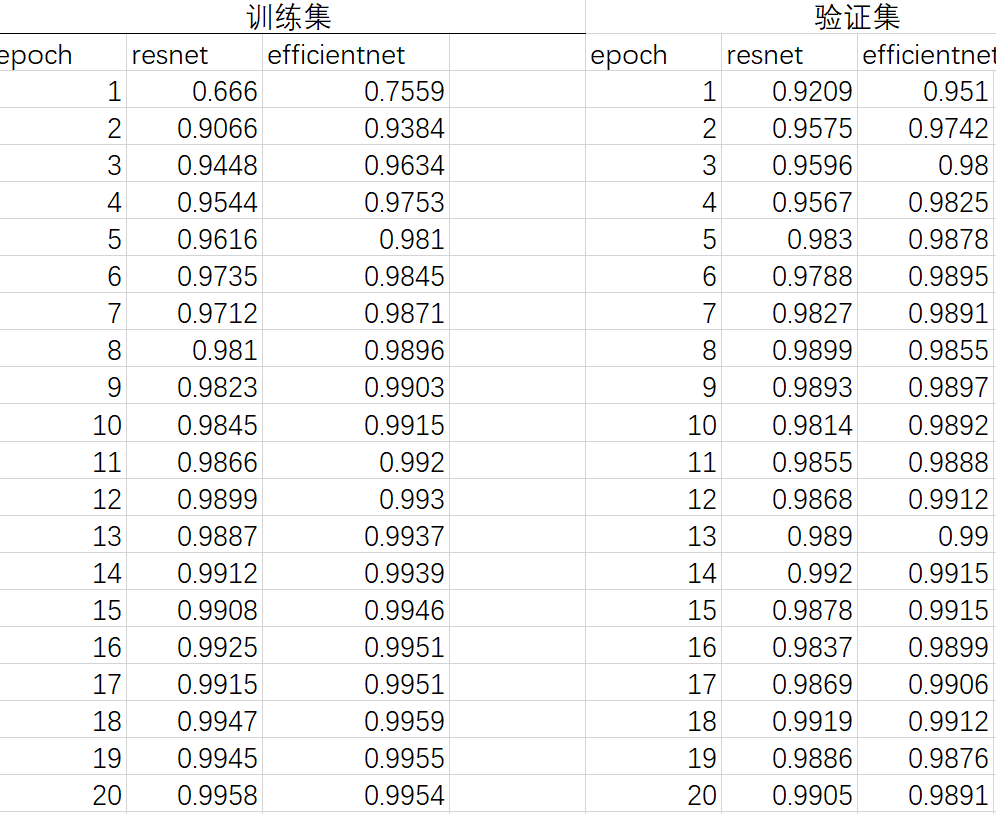 训练集 验证集
epoch resnet efficientnet epoch resnet efficientnet
1 0.666 0.7559 1 0.9209 0.951
2 0.9066 0.9384 2 0.9575 0.9742
3 0.9448 0.9634 3 0.9596 0.98
4 0.9544 0.9753 4 0.9567 0.9825
5 0.9616 0.981 5 0.983 0.9878
6 0.9735 0.9845 6 0.9788 0.9895
7 0.9712 0.9871 7 0.9827 0.9891
8 0.981 0.9896 8 0.9899 0.9855
9 0.9823 0.9903 9 0.9893 0.9897
10 0.9845 0.9915 10 0.9814 0.9892
11 0.9866 0.992 11 0.9855 0.9888
12 0.9899 0.993 12 0.9868 0.9912
13 0.9887 0.9937 13 0.989 0.99
14 0.9912 0.9939 14 0.992 0.9915
15 0.9908 0.9946 15 0.9878 0.9915
16 0.9925 0.9951 16 0.9837 0.9899
17 0.9915 0.9951 17 0.9869 0.9906
18 0.9947 0.9959 18 0.9919 0.9912
19 0.9945 0.9955 19 0.9886 0.9876
20 0.9958 0.9954 20 0.9905 0.9891